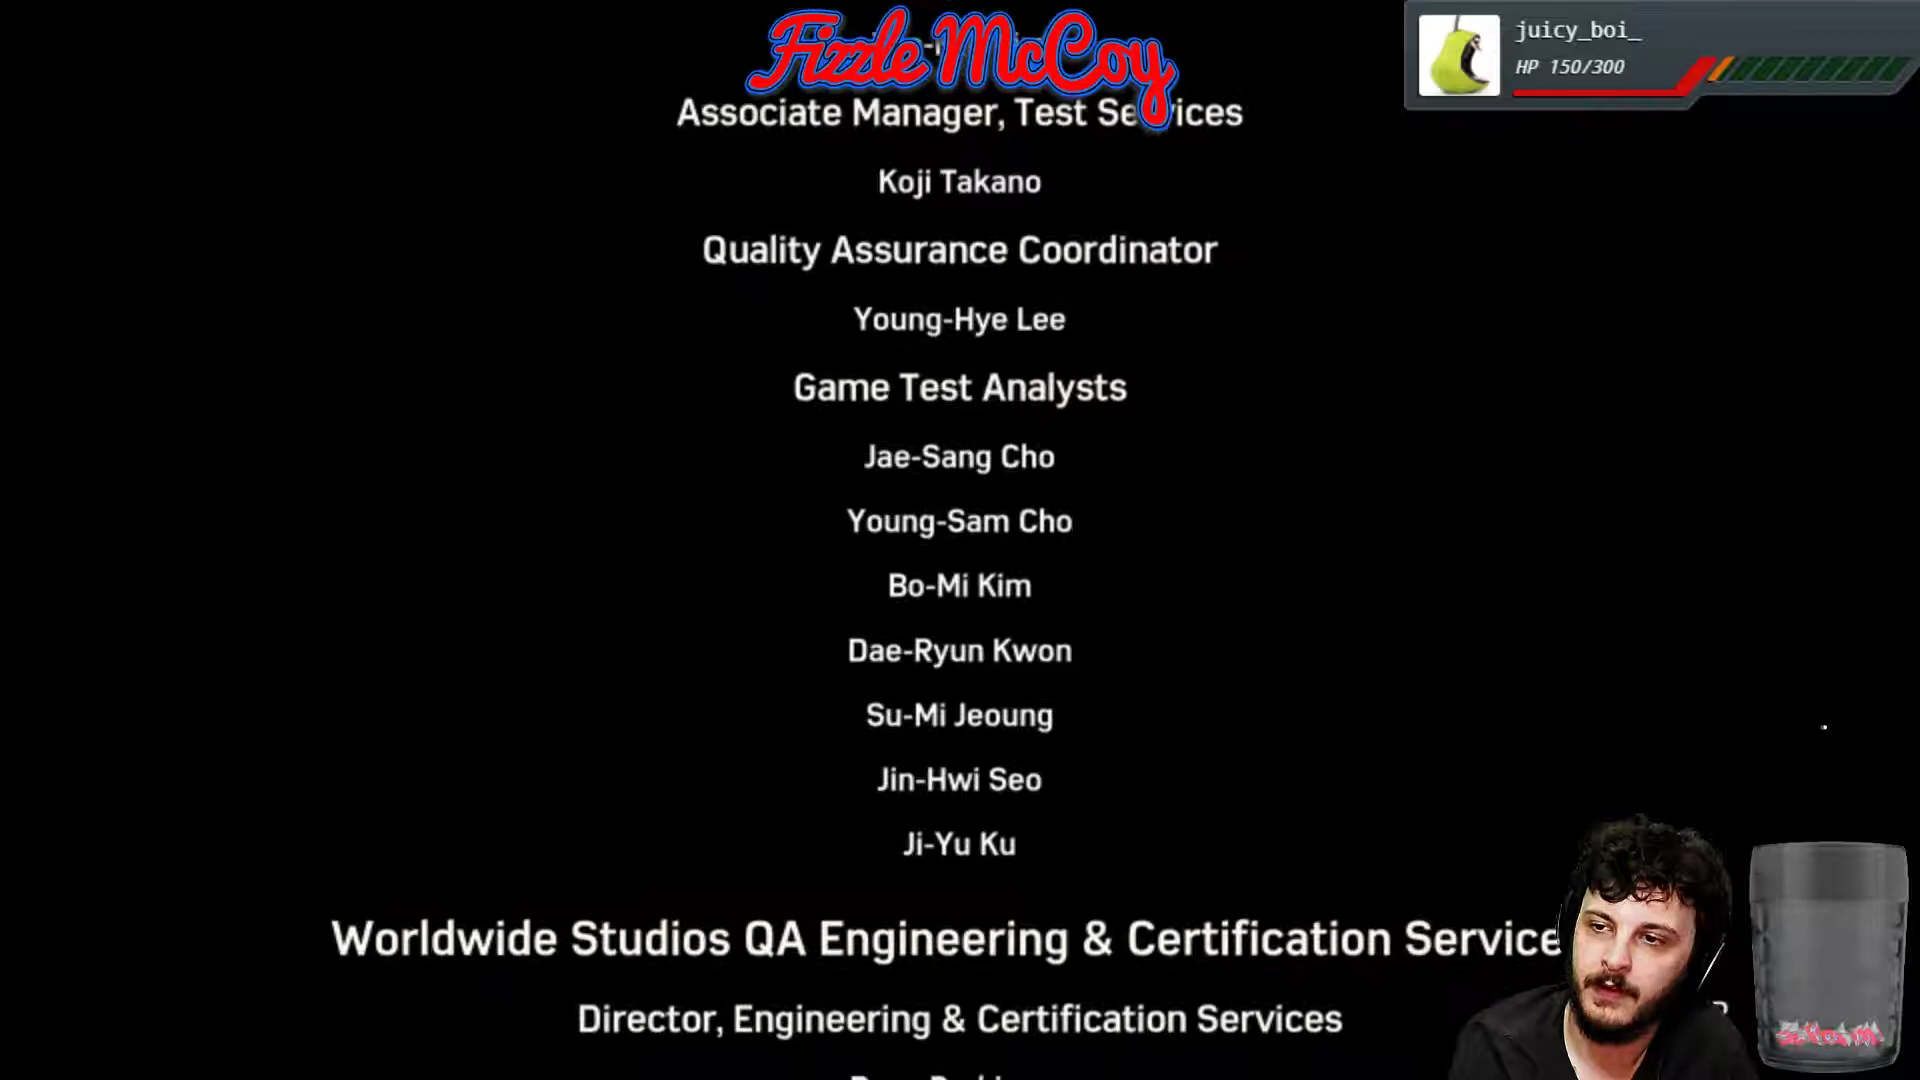 Fizzle McCoy
juicy_boi_
HP 150/300
Associate Manager, Test Services
Koji Takano
Quality Assurance Coordinator
Young-Hye Lee
Game Test Analysts
Jae-Sang Cho
Young-Sam Cho
Bo-Mi Kim
Dae-Ryun Kwon
Su-Mi Jeoung
Jin-Hwi Seo
Ji-Yu Ku
Worldwide Studios QA Engineering & Certification Service
Director, Engineering & Certification Services